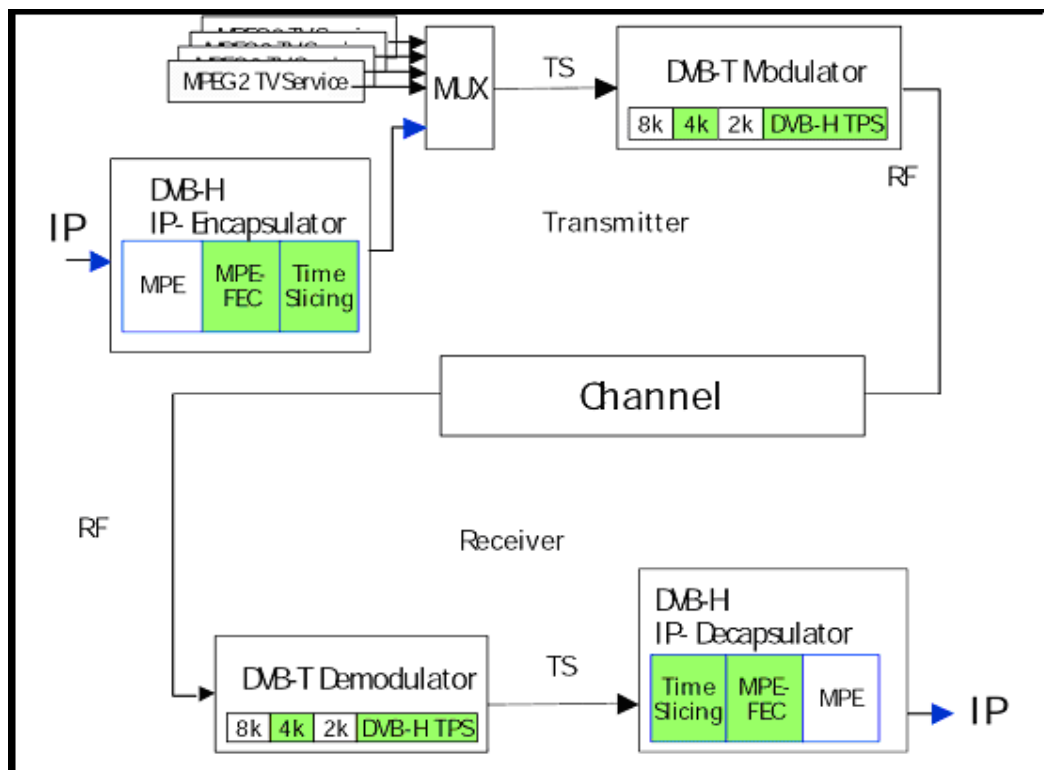 MPEG2 TV Service
MUX
TS
DVB-T Modulator
8k 4k 2k DVB-H TPS
RF
DVB-H
IP- Encapsulator
IP
MPE
MPE-
FEC
Time
Slicing
Transmitter
Channel
RF
Receiver
DVB-T Demodulator
8k 4k 2k DVB-H TPS
TS
DVB-H
IP- Decapsulator
Time
Slicing
MPE-
FEC
MPE
IP